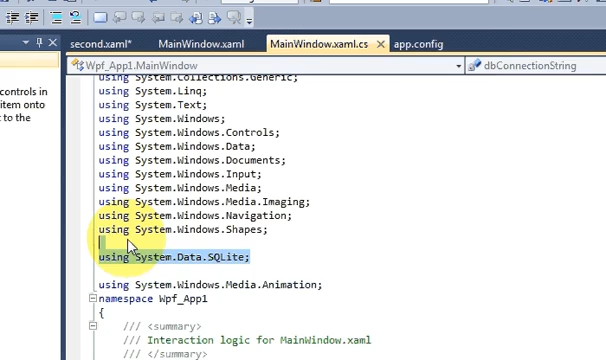 second.xaml* MainWindow.xaml MainWindow.xaml.cs app.config
Wpf_App1.MainWindow dbConnectionString
controls in
item onto
t to the
using System.Collections.Generic;
using System.Linq;
using System.Text;
using System.Windows;
using System.Windows.Controls;
using System.Windows.Data;
using System.Windows.Documents;
using System.Windows.Input;
using System.Windows.Media;
using System.Windows.Media.Imaging;
using System.Windows.Navigation;
using System.Windows.Shapes;
using System.Data.SQLite;
using System.Windows.Media.Animation;
namespace Wpf_App1
{
/// <summary>
/// Interaction logic for MainWindow.xaml
/// </summary>